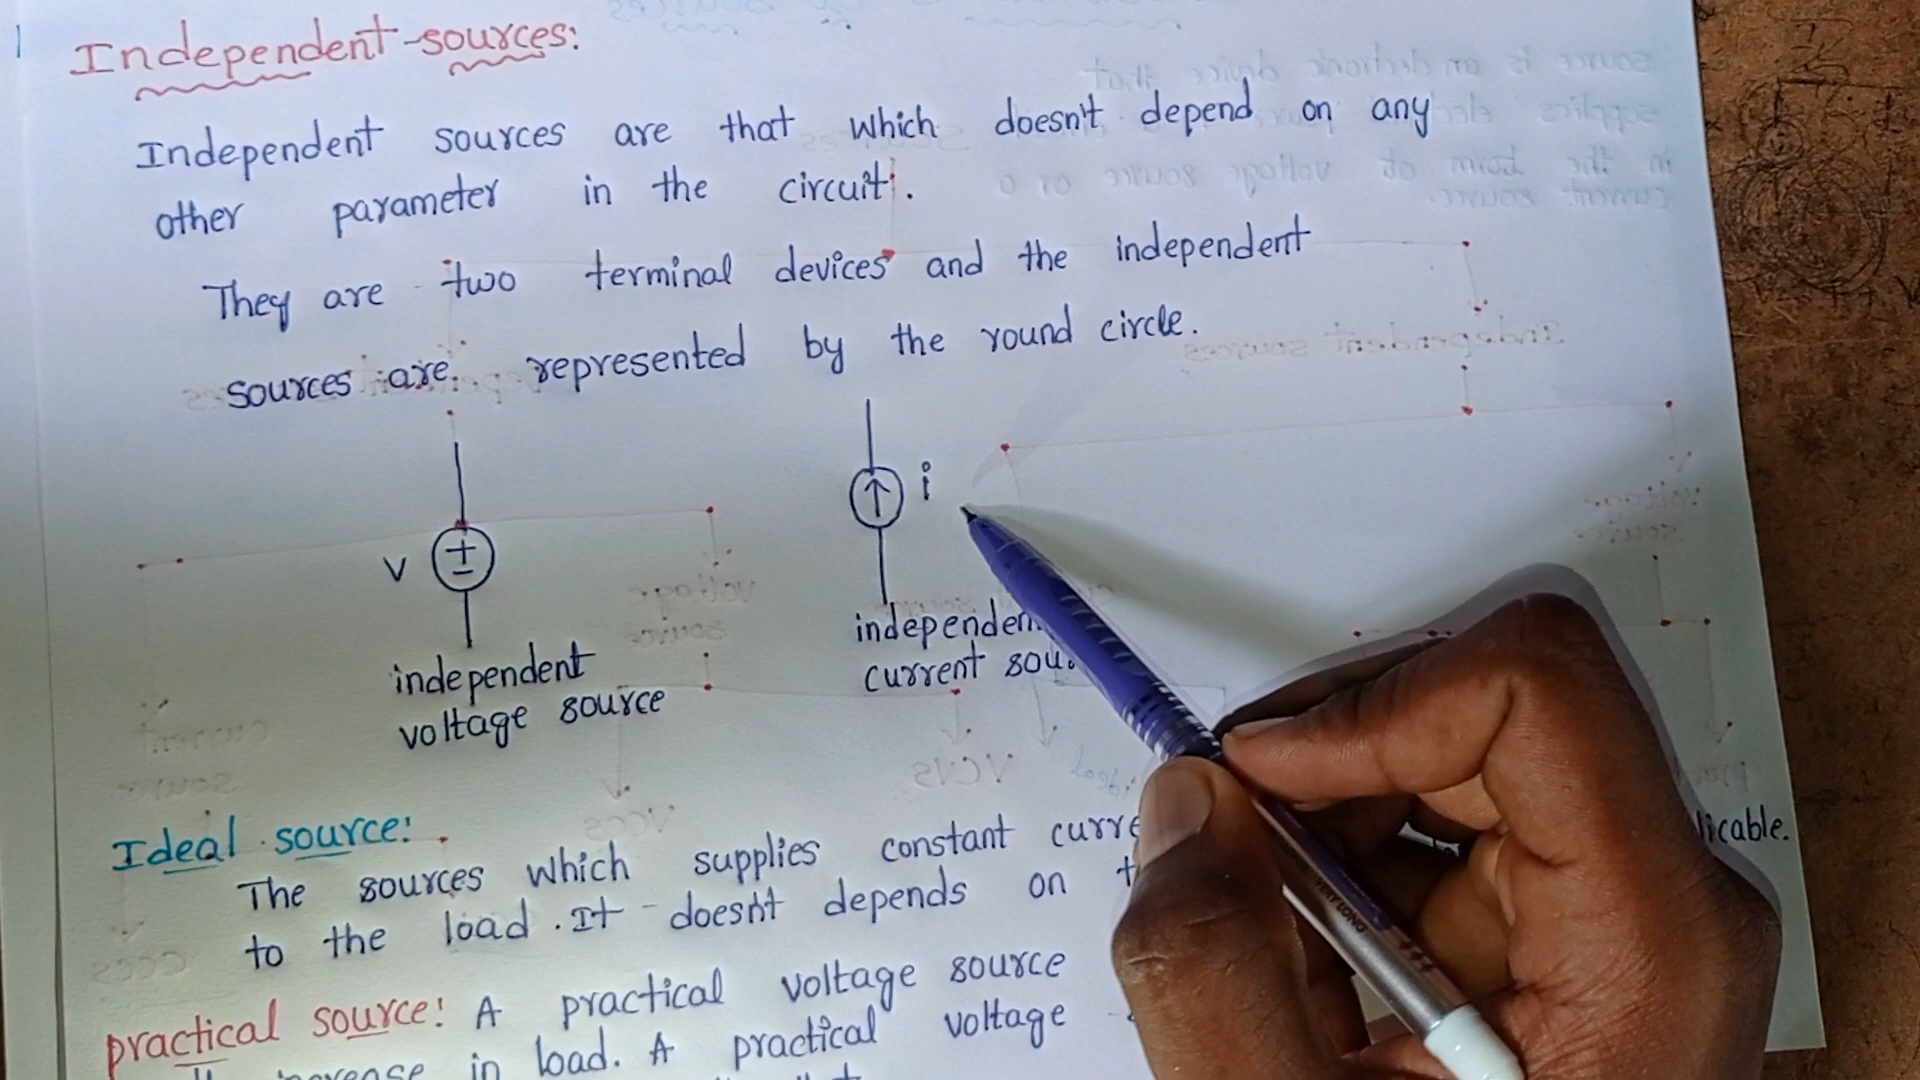 Independent sources:
Independent sources are that which doesn't depend on any
other parameter in the circuit.
They are two terminal devices and the independent
sources are represented by the round circle.
i
V
+
−
independent
voltage source
current
Ideal source:
The sources which supplies constant
to the load. It doesn't depends on
practical source: A practical voltage source
in load. A practical voltage